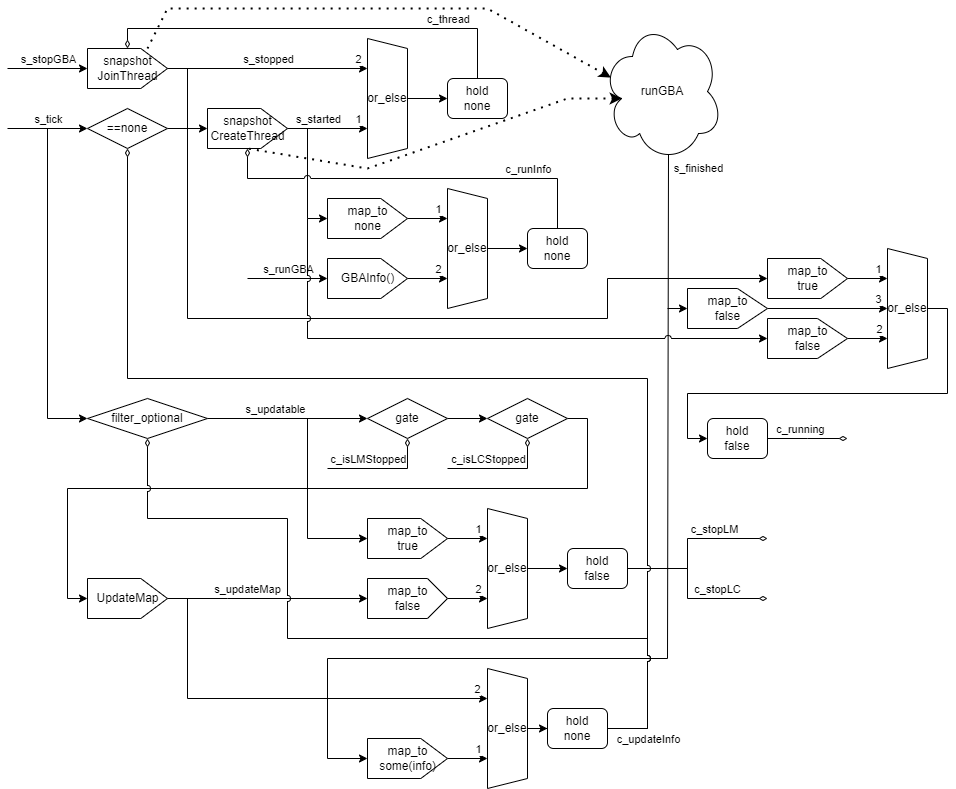 c_thread
s_stopGBA
snapshot
JoinThread
s_stopped
2
or_else
hold
none
runGBA
s_tick
==none
snapshot
CreateThread
s_started
1
c_runInfo
s_finished
map_to
none
1
or_else
hold
none
s_runGBA
GBAInfo()
2
map_to
true
1
map_to
false
3
or_else
map_to
false
2
filter_optional
s_updatable
gate
gate
hold
false
c_running
c_isLMStopped
c_isLCStopped
map_to
true
1
or_else
hold
false
c_stopLM
c_stopLC
UpdateMap
s_updateMap
map_to
false
2
2
or_else
hold
none
c_updateInfo
map_to
some(info)
1